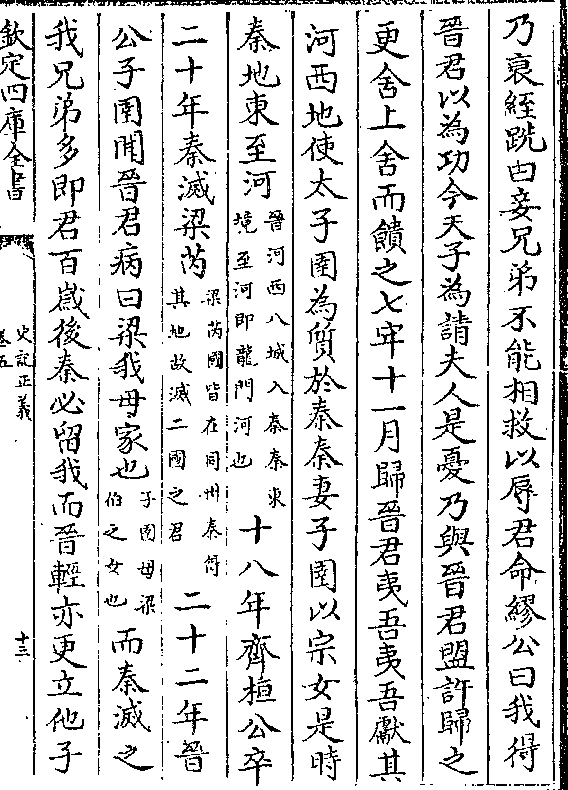 乃衰絰跣曰妾兄弟不能相救以辱君命繆公曰我得
晉君以為功今天子為請夫人是憂乃與晉君盟許歸之
更舍上舍而饋之七牢十一月歸晉君夷吾夷吾獻其
河西地使太子圉為質於秦秦妻子圉以宗女是時
秦地東至河晉河西八城入秦秦東境至河即龍門河也十八年齊桓公卒
二十年秦滅梁芮梁芮國皆在同州秦得其地故滅二國之君二十二年晉
公子圉聞晉君病曰梁我母家也子圉母梁伯之女也而秦滅之
我兄弟多即君百歲後秦必留我而晉輕亦更立他子
欽定四庫全書
史記正義
卷五
十三